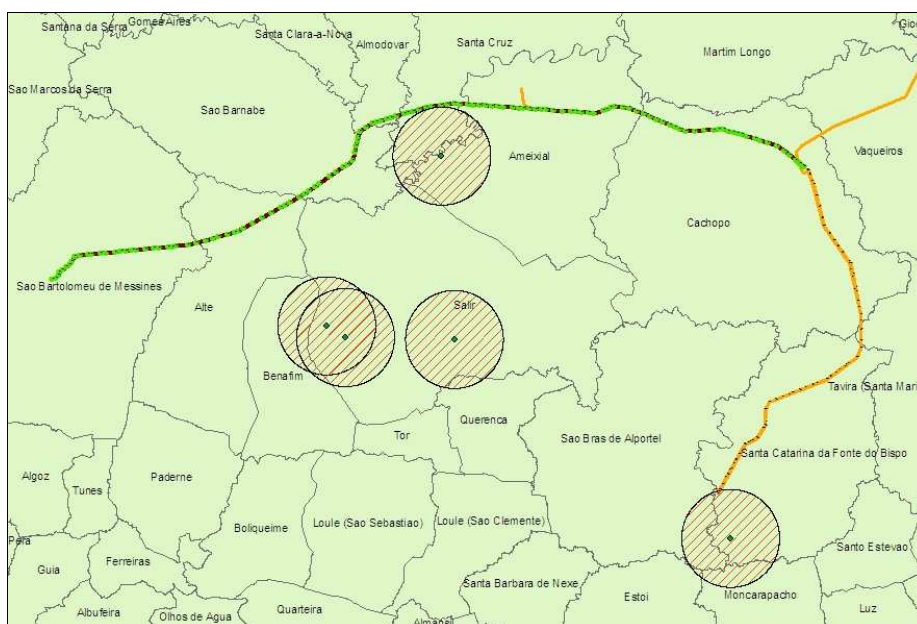 Santana da Serra
Gomes Aires
Santa Clara-a-Nova
Almodovar
Santa Cruz
Martim Longo
Sao Marcos da Serra
Sao Barnabe
Ameixial
Vaqueiros
Cachopo
Sao Bartolomeu de Messines
Alte
Salir
Benafim
Tavira (Santa Mari
Querenca
Tor
Sao Bras de Alportel
Santa Catarina da Fonte do Bispo
Algoz
Tunes
Paderne
Boliqueime
Loule (Sao Sebastiao)
Loule (Sao Clemente)
Pera
Guia
Ferreiras
Santo Estevao
Santa Barbara de Nexe
Estoi
Moncarapacho
Albufeira
Olhos de Agua
Quarteira
Almansil
Luz